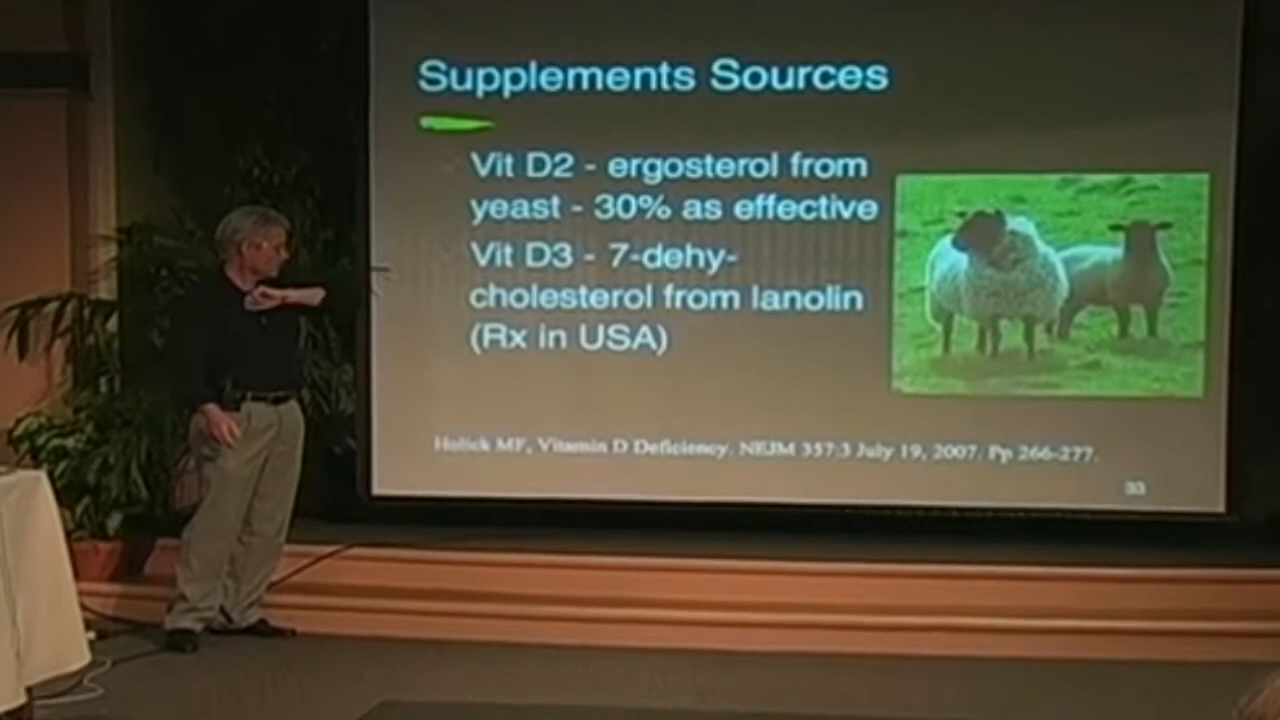 Supplements Sources
Vit D2 - ergosterol from
yeast - 30% as effective
Vit D3 - 7-dehy-
cholesterol from lanolin
(Rx in USA)
Holick MF, Vitamin D Deficiency. NEJM 357:3 July 19, 2007. Pp 266-277.
33